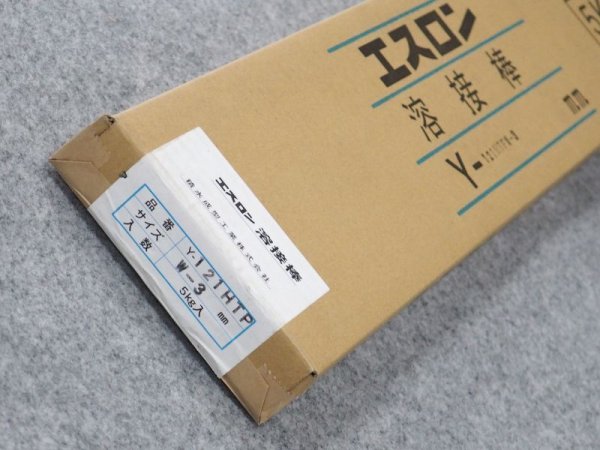 エスロン
溶接棒
Y-
mm
エスロン 溶接棒
積水成型工業株式会社
品番 Y-121HTP
サイズ W-3 mm
入数 5kg入